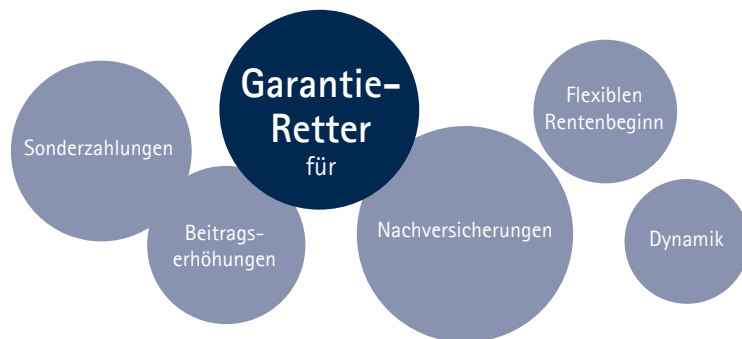 Garantie-
Retter
für
Sonderzahlungen
Beitrags-
erhöhungen
Nachversicherungen
Flexiblen
Rentenbeginn
Dynamik